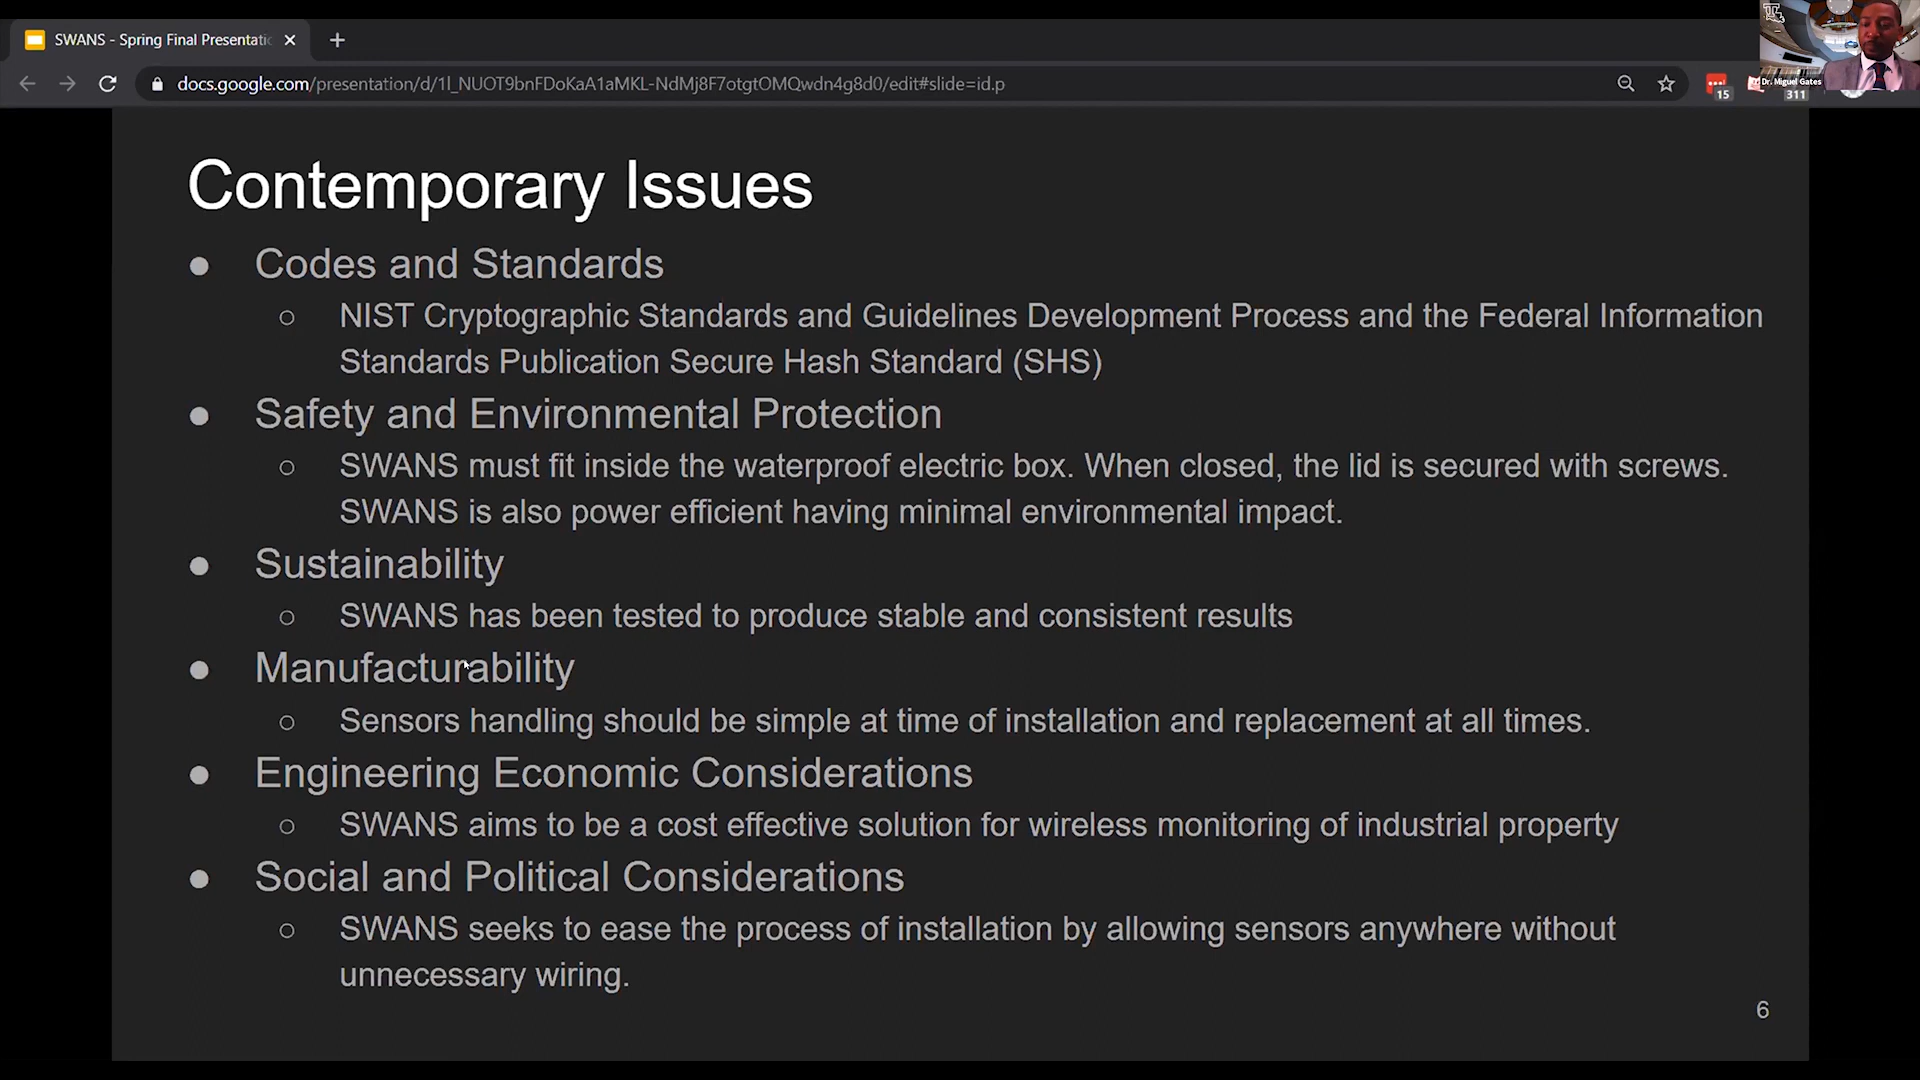 SWANS - Spring Final Presentatio
docs.google.com/presentation/d/1l_NUOT9bnFDoKaA1aMKL-NdMj8F7otgtOMQwdn4g8d0/edit#slide=id.p
15
311
Dr. Miguel Gates
Contemporary Issues
● Codes and Standards
○ NIST Cryptographic Standards and Guidelines Development Process and the Federal Information
Standards Publication Secure Hash Standard (SHS)
● Safety and Environmental Protection
○ SWANS must fit inside the waterproof electric box. When closed, the lid is secured with screws.
SWANS is also power efficient having minimal environmental impact.
● Sustainability
○ SWANS has been tested to produce stable and consistent results
● Manufacturability
○ Sensors handling should be simple at time of installation and replacement at all times.
● Engineering Economic Considerations
○ SWANS aims to be a cost effective solution for wireless monitoring of industrial property
● Social and Political Considerations
○ SWANS seeks to ease the process of installation by allowing sensors anywhere without
unnecessary wiring.
6